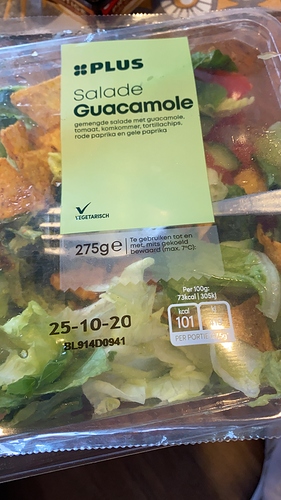 PLUS
Salade
Guacamole
gemengde salade met guacamole,
tomaat, komkommer, tortillachips,
rode paprika en gele paprika
VEGETARISCH
275g e
Te gebruiken tot en
met, mits gekoeld
bewaard (max. 7°C):
Per 100g:
73kcal | 305kJ
kcal
101
25-10-20
BL914D0941
PER PORTIE